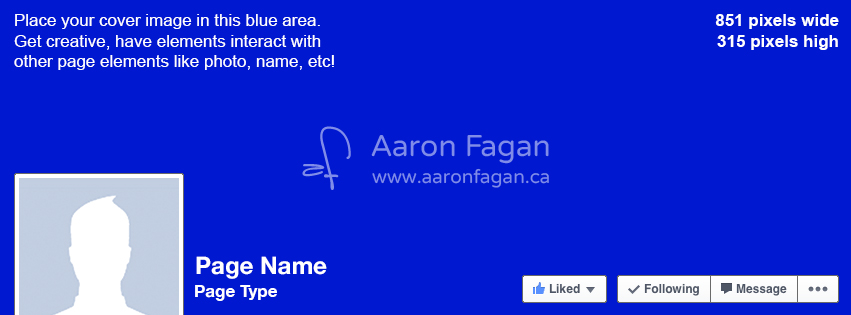 Place your cover image in this blue area.
Get creative, have elements interact with
other page elements like photo, name, etc!
851 pixels wide
315 pixels high
Aaron Fagan
www.aaronfagan.ca
Page Name
Page Type
Liked
Following
Message